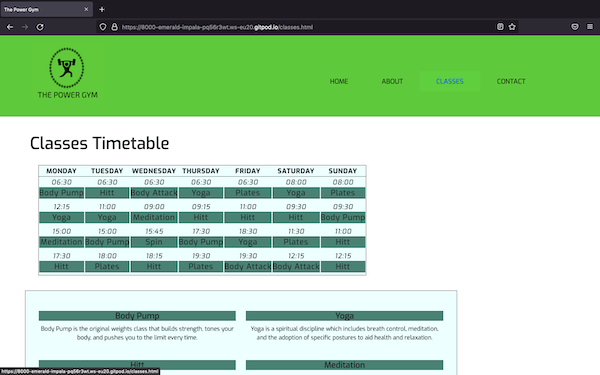 The Power Gym
https://8000-emerald-impala-pq56r3wt.ws-eu20.gitpod.io/classes.html
THE POWER GYM
HOME ABOUT CLASSES CONTACT
Classes Timetable
MONDAY TUESDAY WEDNESDAY THURSDAY FRIDAY SATURDAY SUNDAY
06:30 06:30 06:30 06:30 06:30 08:00 08:00
Body Pump Hitt Body Attack Yoga Plates Yoga Plates
12:15 11:00 09:00 09:15 11:00 09:30 09:30
Yoga Yoga Meditation Hitt Hitt Hitt Body Pump
15:00 15:00 15:45 17:30 18:30 11:30 11:00
Meditation Body Pump Spin Body Pump Yoga Plates Hitt
17:30 18:00 18:15 19:30 19:30 12:15 12:15
Hitt Plates Hitt Plates Body Attack Body Attack Hitt
Body Pump Yoga
Body Pump is the original weights class that builds strength, tones your Yoga is a spiritual discipline which includes breath control, meditation,
body, and pushes you to the limit every time. and the adoption of specific postures to aid health and relaxation.
Hitt Meditation
https://8000-emerald-impala-pq56r3wt.ws-eu20.gitpod.io/classes.html